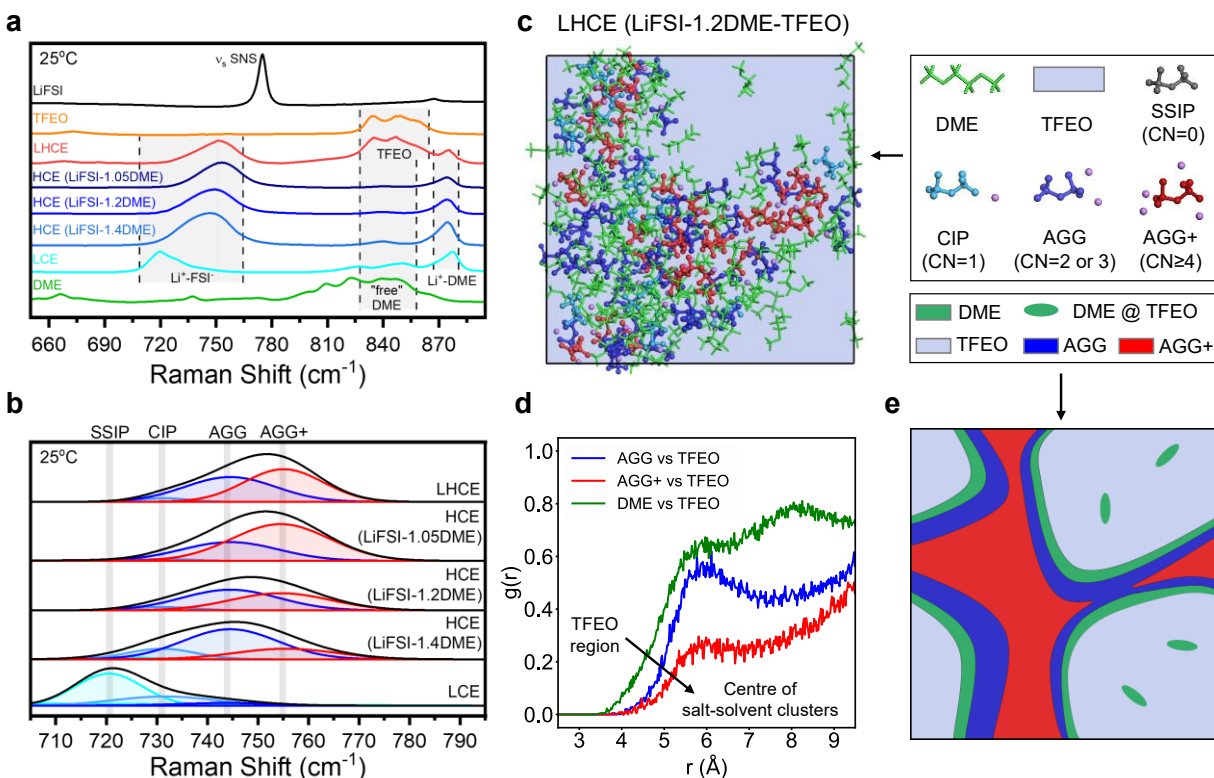 a
25°C
νs SNS
LiFSI
TFEO
LHCE
TFEO
HCE (LiFSI-1.05DME)
HCE (LiFSI-1.2DME)
HCE (LiFSI-1.4DME)
LCE
Li⁺-FSI⁻
Li⁺-DME
DME
"free"
DME
660 690 720 750 780 810 840 870
Raman Shift (cm⁻¹)
b
SSIP CIP AGG AGG+
25°C
LHCE
HCE
(LiFSI-1.05DME)
HCE
(LiFSI-1.2DME)
HCE
(LiFSI-1.4DME)
LCE
710 720 730 740 750 760 770 780 790
Raman Shift (cm⁻¹)
c LHCE (LiFSI-1.2DME-TFEO)
DME
TFEO
SSIP
(CN=0)
CIP
(CN=1)
AGG
(CN=2 or 3)
AGG+
(CN≥4)
DME DME @ TFEO
TFEO AGG AGG+
d
1.0
0.8
0.6
0.4
0.2
0.0
g(r)
AGG vs TFEO
AGG+ vs TFEO
DME vs TFEO
TFEO
region
Centre of
salt-solvent clusters
3 4 5 6 7 8 9
r (Å)
e